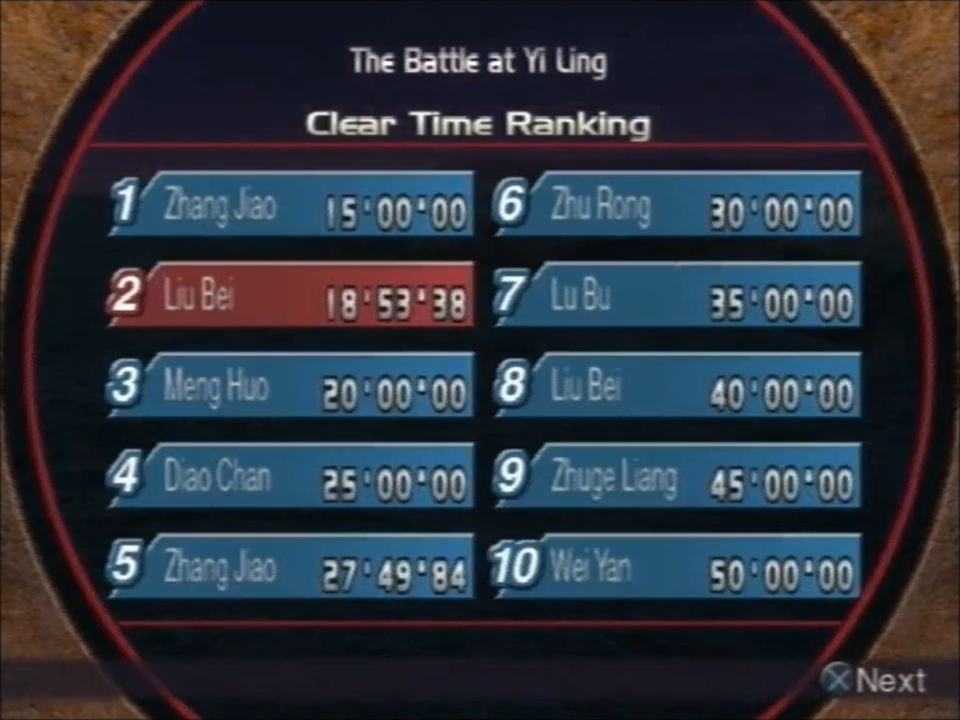 The Battle at Yi Ling
Clear Time Ranking
1 Zhang Jiao 15'00"00
2 Liu Bei 18'53"38
3 Meng Huo 20'00"00
4 Diao Chan 25'00"00
5 Zhang Jiao 27'49"84
6 Zhu Rong 30'00"00
7 Lu Bu 35'00"00
8 Liu Bei 40'00"00
9 Zhuge Liang 45'00"00
10 Wei Yan 50'00"00
Next